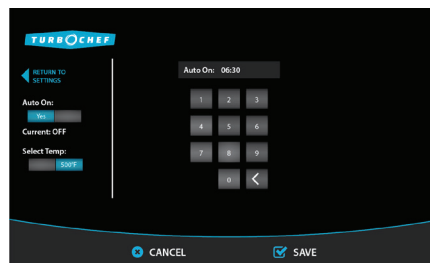 TURBOCHEF
RETURN TO
SETTINGS
Auto On:
Yes
Current: OFF
Select Temp:
500°F
Auto On: 06:30
1 2 3
4 5 6
7 8 9
0
CANCEL
SAVE